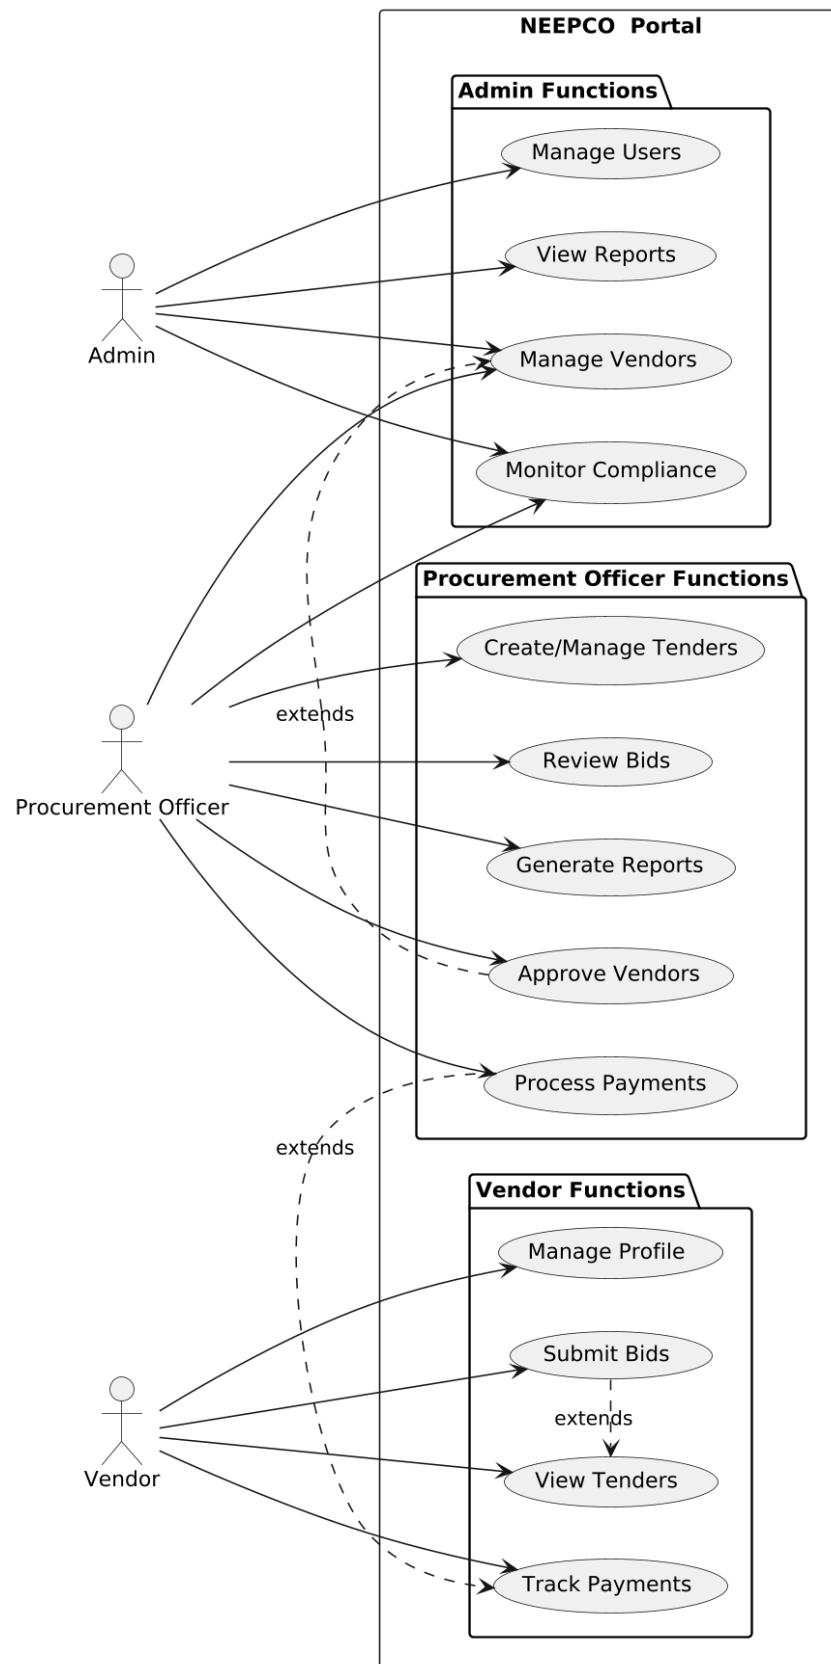 NEEPCO  Portal
Admin Functions
Manage Users
View Reports
Admin
Manage Vendors
Monitor Compliance
Procurement Officer Functions
Create/Manage Tenders
extends
Review Bids
Procurement Officer
Generate Reports
Approve Vendors
Process Payments
extends
Vendor Functions
Manage Profile
Submit Bids
extends
Vendor
View Tenders
Track Payments